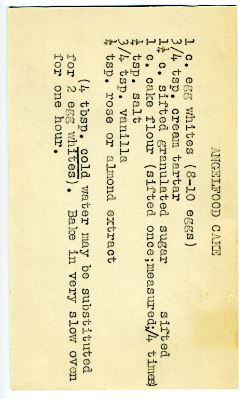 ANGELFOOD CAKE
1 c. egg whites (8-10 eggs)
3/4 tsp. cream tartar
1¼ c. sifted granulated sugar
1 c. cake flour (sifted once;measured;/4 times sifted
¼ tsp. salt
3/4 tsp. vanilla
¼ tsp. rose or almond extract
(4 tbsp. cold water may be substituted
for 2 egg whites). Bake in very slow oven
for one hour.